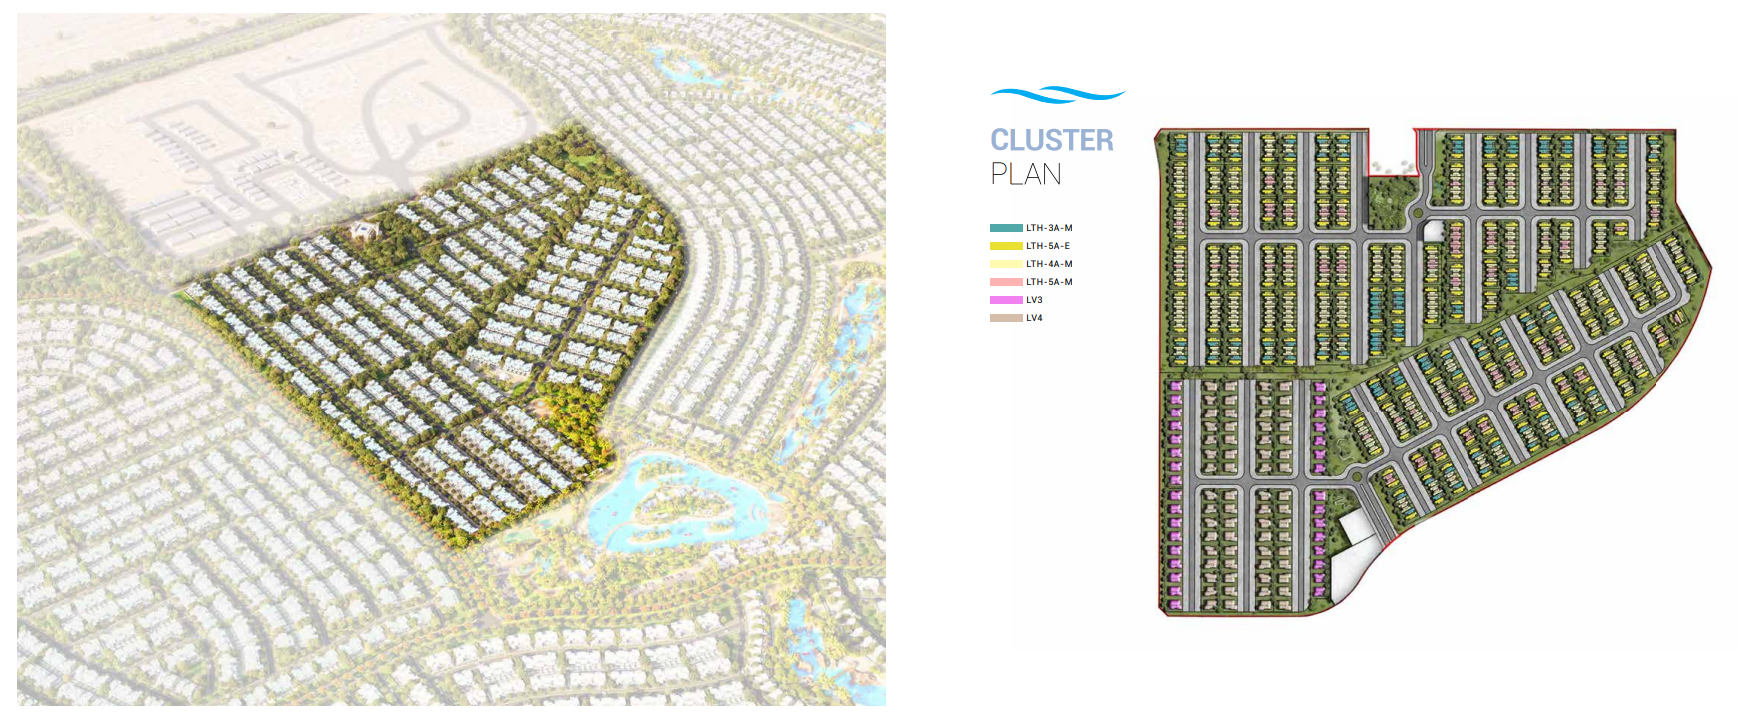 CLUSTER
PLAN
LTH-3A-M
LTH-5A-E
LTH-4A-M
LTH-5A-M
LV3
LV4